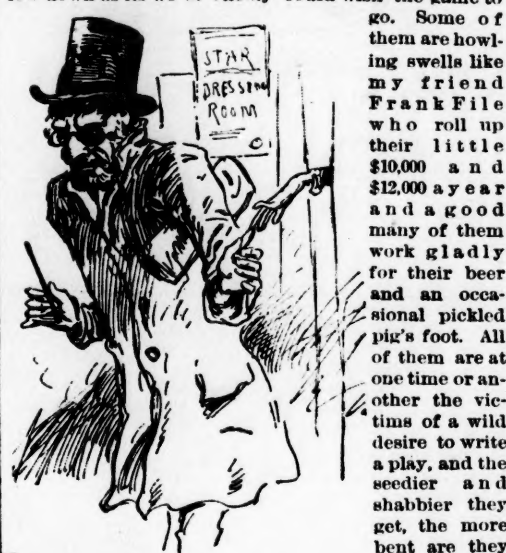 go. Some of
them are howl-
ing swells like
my friend
Frank File
who roll up
their little
$10,000 and
$12,000 a year
and a good
many of them
work gladly
for their beer
and an occa-
sional pickled
pig's foot. All
of them are at
one time or an-
other the vic-
tims of a wild
desire to write
a play, and the
seedier and
shabbier they
get, the more
bent are they
STAR
DRESSING
ROOM